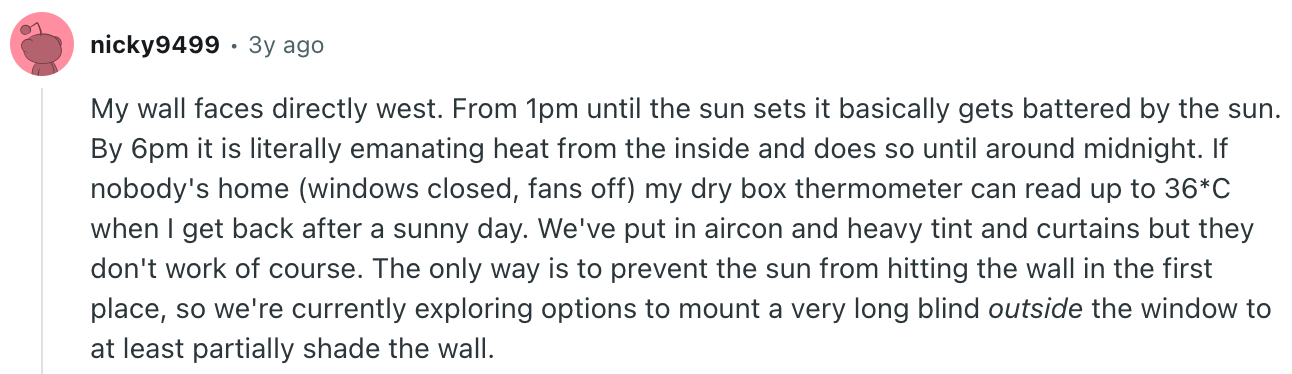 nicky9499 • 3y ago
My wall faces directly west. From 1pm until the sun sets it basically gets battered by the sun.
By 6pm it is literally emanating heat from the inside and does so until around midnight. If
nobody's home (windows closed, fans off) my dry box thermometer can read up to 36*C
when I get back after a sunny day. We've put in aircon and heavy tint and curtains but they
don't work of course. The only way is to prevent the sun from hitting the wall in the first
place, so we're currently exploring options to mount a very long blind outside the window to
at least partially shade the wall.